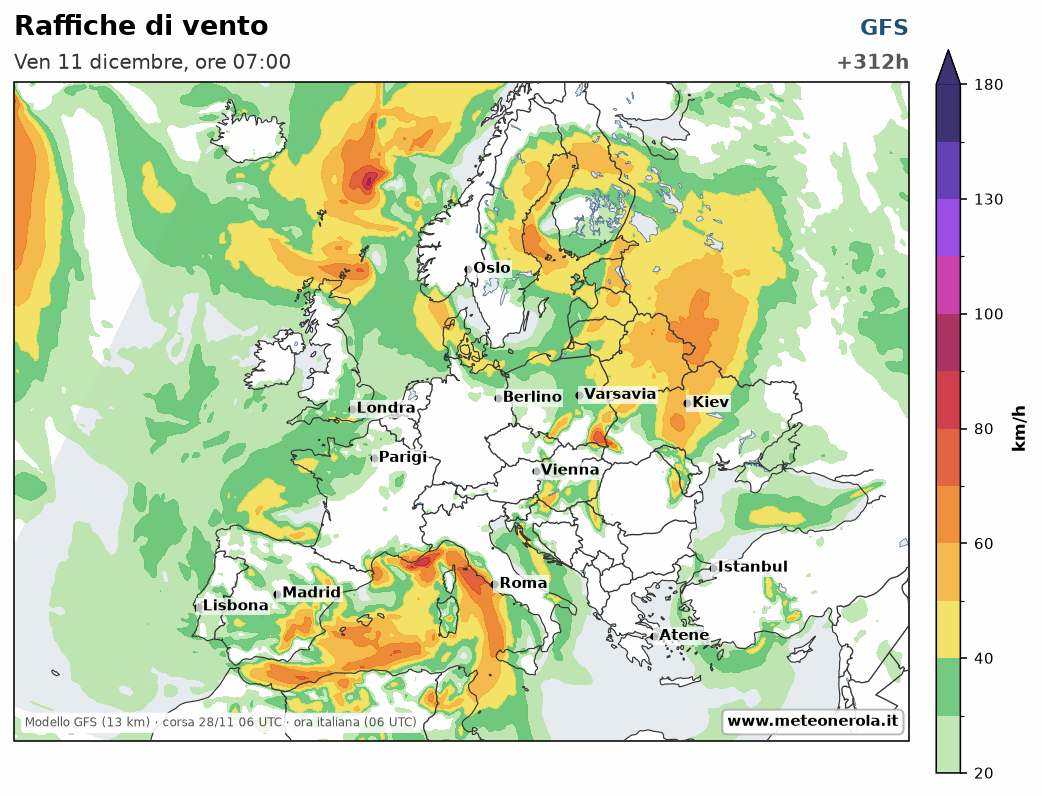 Raffiche di vento
GFS
Ven 11 dicembre, ore 07:00
+312h
180
130
100
80
60
40
20
km/h
Oslo
Berlino
Varsavia
Kiev
Londra
Parigi
Vienna
Istanbul
Roma
Madrid
Lisbona
Atene
Modello GFS (13 km) · corsa 28/11 06 UTC · ora italiana (06 UTC)
www.meteonerola.it